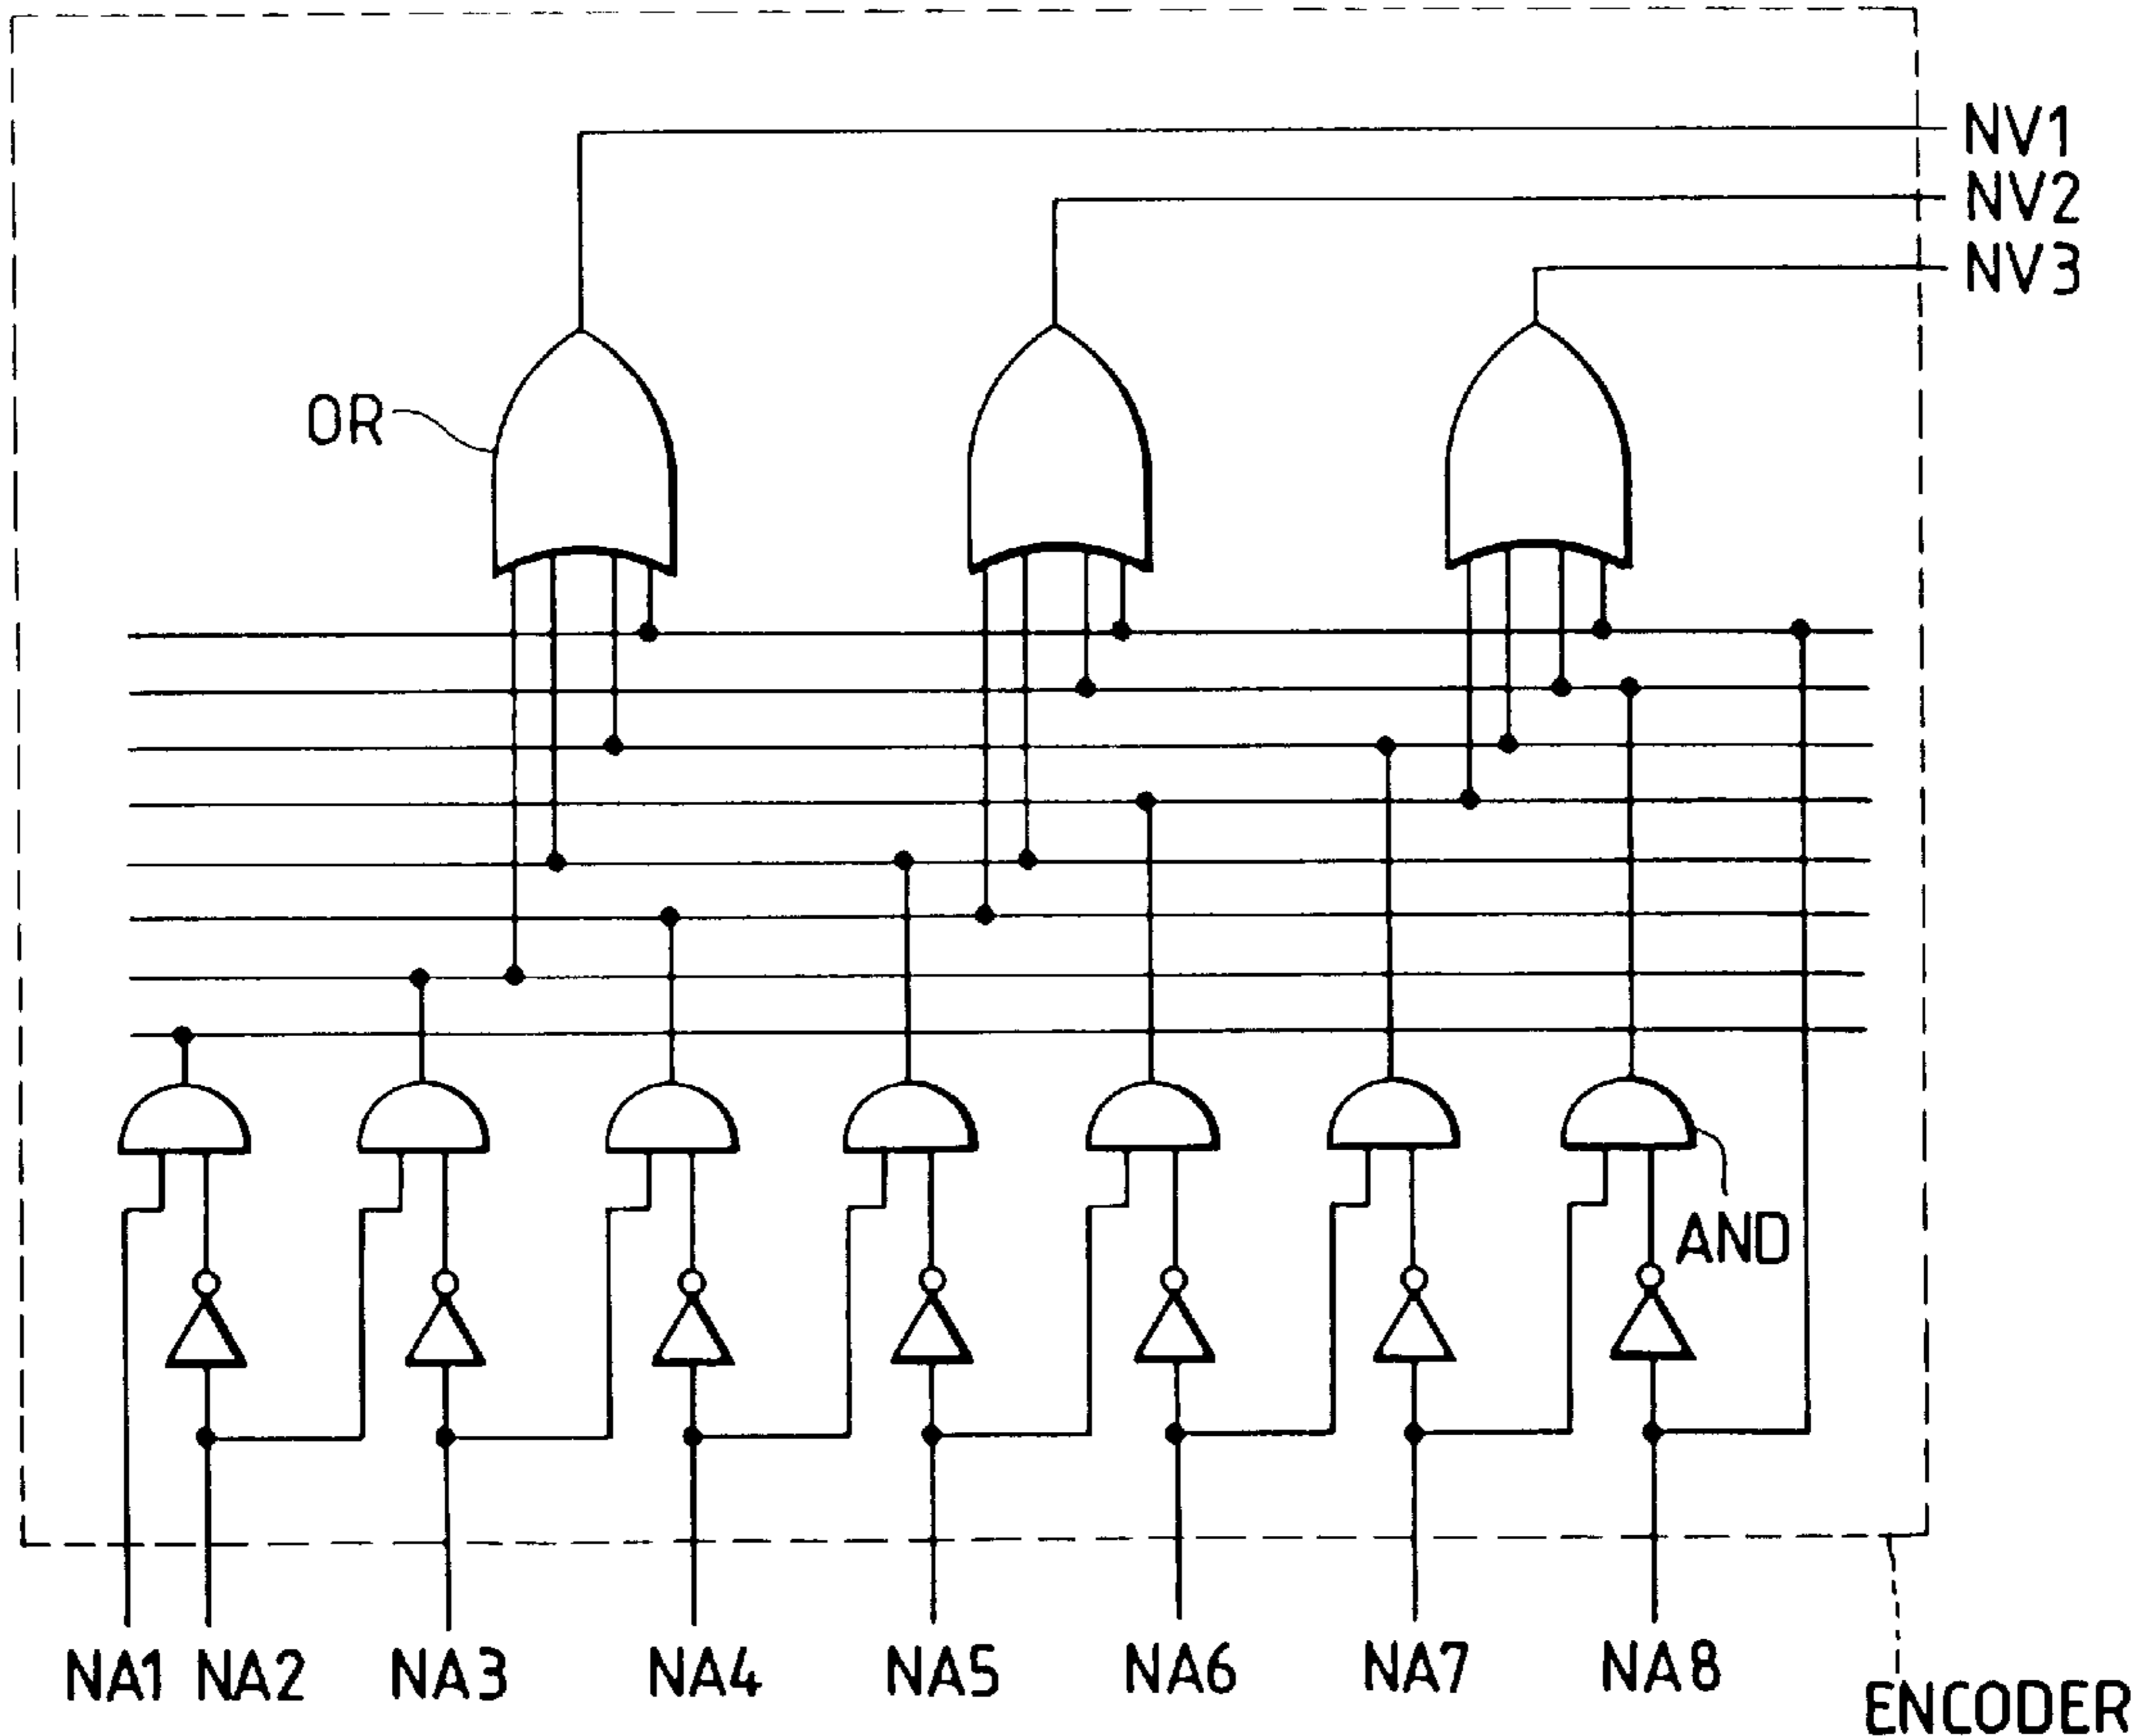 NV1
NV2
NV3
OR
AND
NA1 NA2 NA3 NA4 NA5 NA6 NA7 NA8
ENCODER